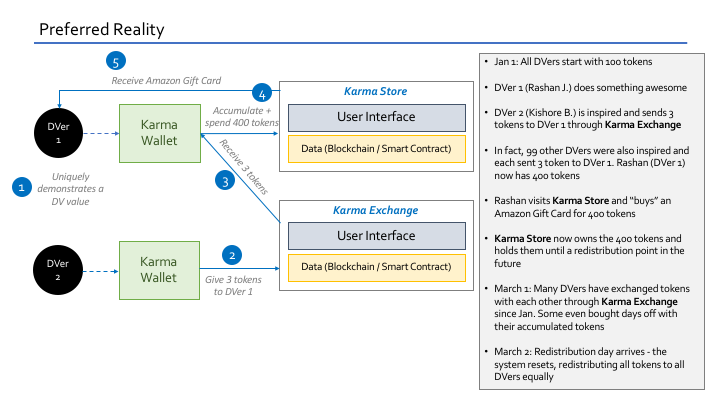 Preferred Reality
5
Receive Amazon Gift Card
4
Karma Store
DVer
1
Karma
Wallet
Accumulate +
spend 400 tokens
User Interface
Data (Blockchain / Smart Contract)
1
Uniquely
demonstrates a
DV value
3
Receive 3 tokens
Karma Exchange
User Interface
Data (Blockchain / Smart Contract)
DVer
2
Karma
Wallet
2
Give 3 tokens
to DVer 1
• Jan 1: All DVers start with 100 tokens
• DVer 1 (Rashan J.) does something awesome
• DVer 2 (Kishore B.) is inspired and sends 3
tokens to DVer 1 through Karma Exchange
• In fact, 99 other DVers were also inspired and
each sent 3 token to DVer 1. Rashan (DVer 1)
now has 400 tokens
• Rashan visits Karma Store and “buys” an
Amazon Gift Card for 400 tokens
• Karma Store now owns the 400 tokens and
holds them until a redistribution point in the
future
• March 1: Many DVers have exchanged tokens
with each other through Karma Exchange
since Jan. Some even bought days off with
their accumulated tokens
• March 2: Redistribution day arrives - the
system resets, redistributing all tokens to all
DVers equally